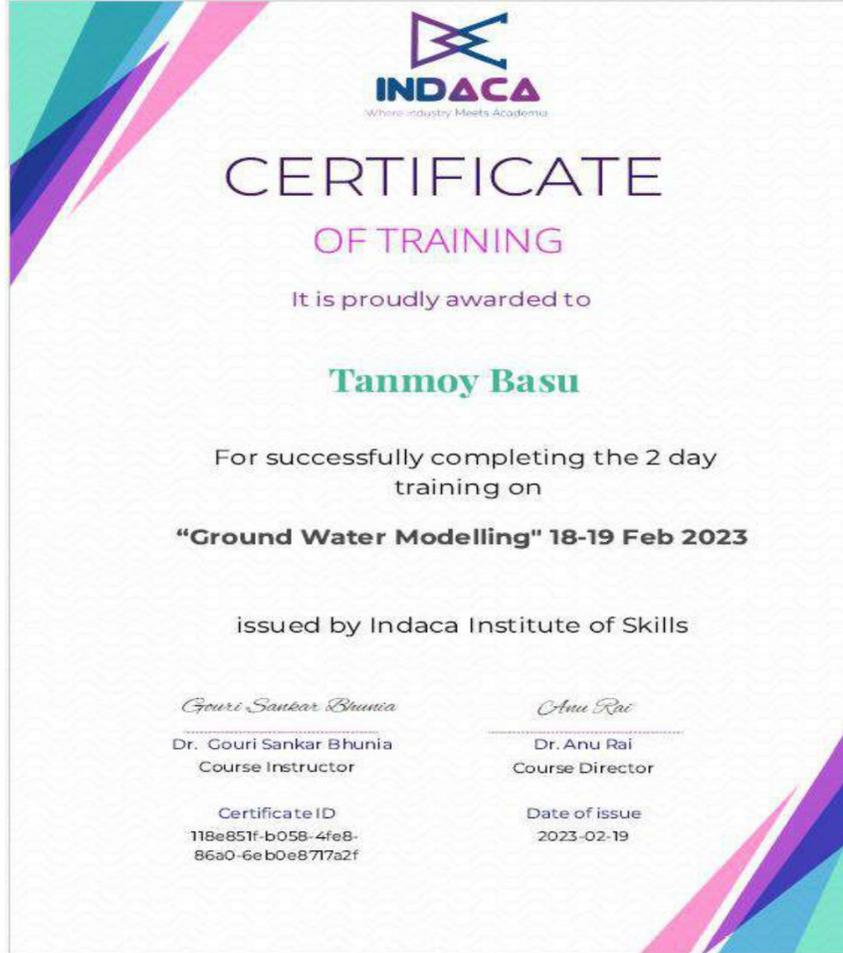 INDACA
Where Industry Meets Academia
CERTIFICATE
OF TRAINING
It is proudly awarded to
Tanmoy Basu
For successfully completing the 2 day
training on
“Ground Water Modelling" 18-19 Feb 2023
issued by Indaca Institute of Skills
Gouri Sankar Bhunia
Anu Rai
Dr. Gouri Sankar Bhunia
Dr. Anu Rai
Course Instructor
Course Director
Certificate ID
Date of issue
118e851f-b058-4fe8-
2023-02-19
86a0-6eb0e8717a2f